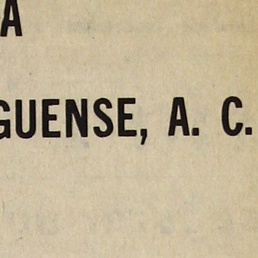 A
GUENSE, A. C.